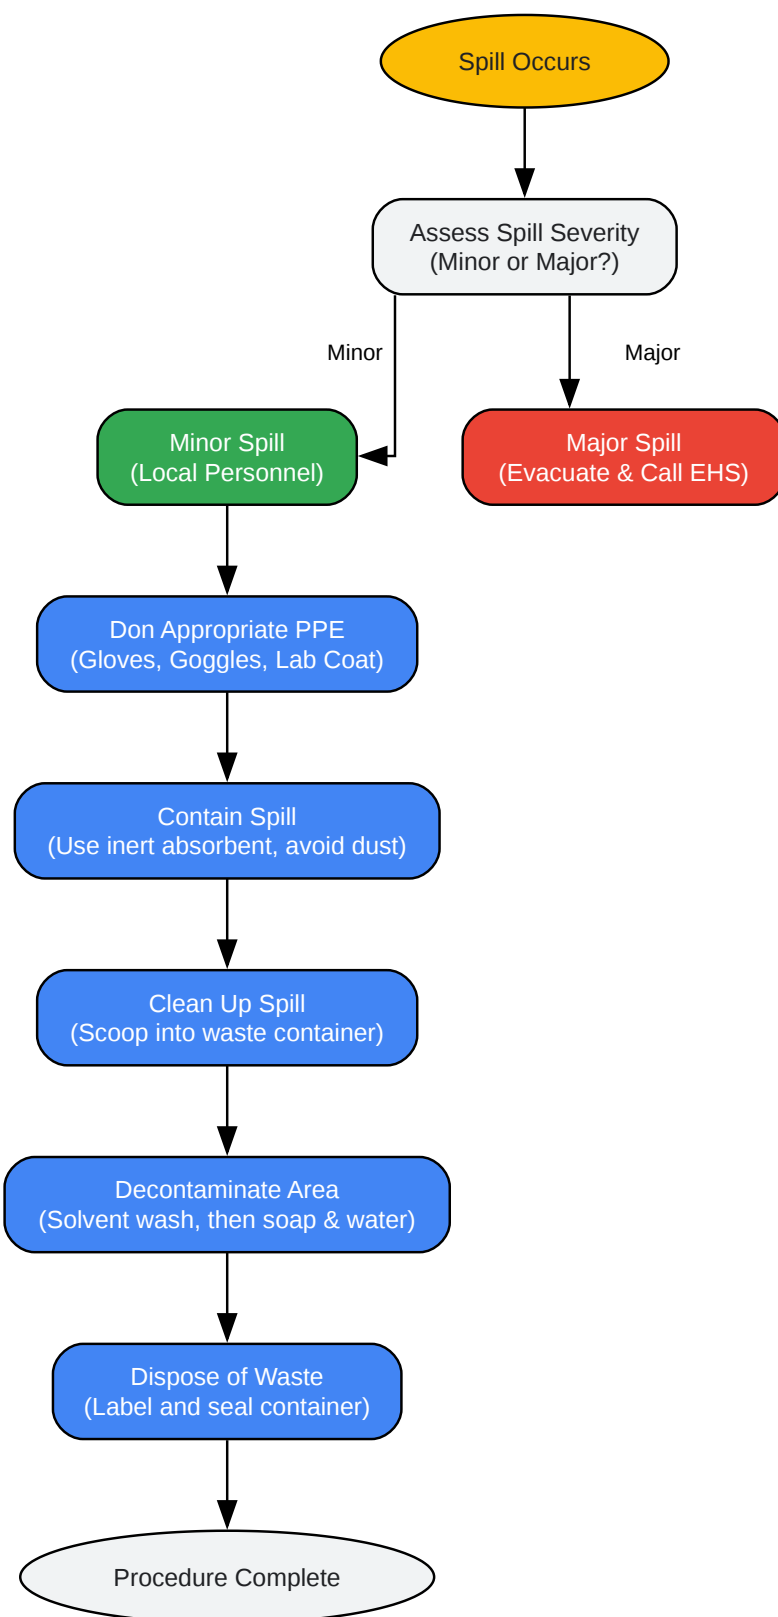 Spill Occurs
Assess Spill Severity
(Minor or Major?)
Minor
Major
Minor Spill
(Local Personnel)
Major Spill
(Evacuate & Call EHS)
Don Appropriate PPE
(Gloves, Goggles, Lab Coat)
Contain Spill
(Use inert absorbent, avoid dust)
Clean Up Spill
(Scoop into waste container)
Decontaminate Area
(Solvent wash, then soap & water)
Dispose of Waste
(Label and seal container)
Procedure Complete